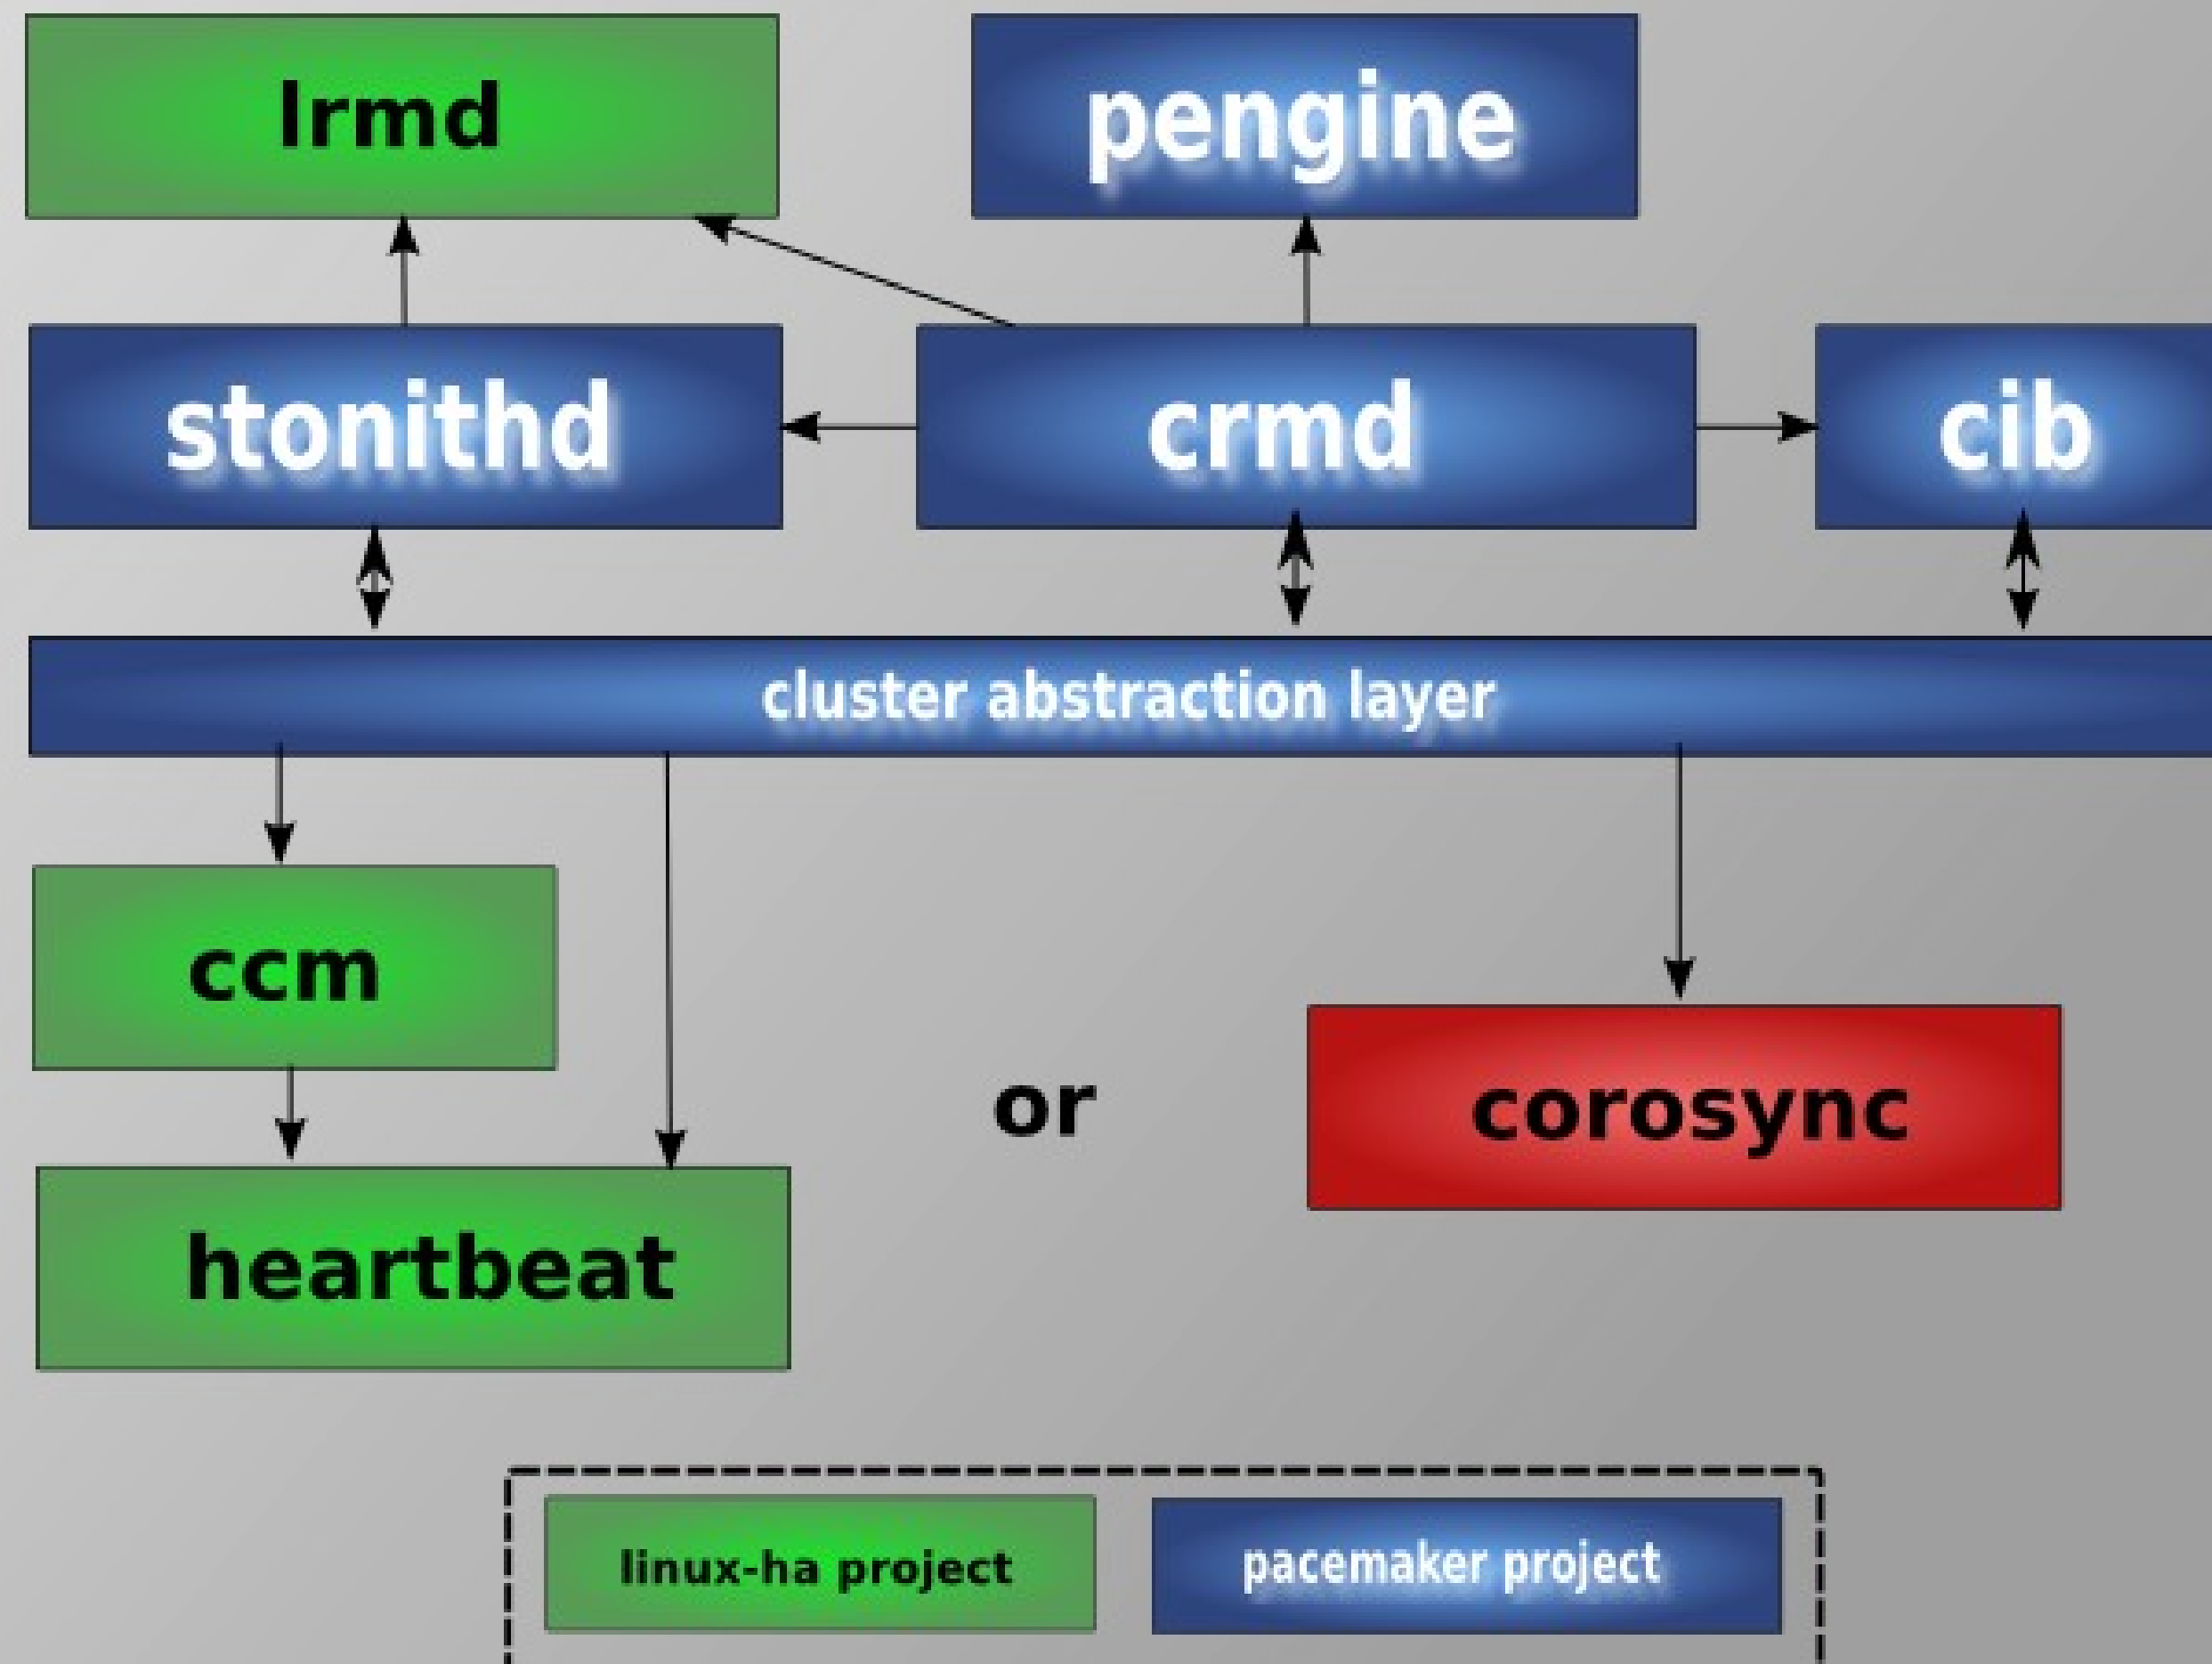 lrmd
pengine
stonithd
crmd
cib
cluster abstraction layer
ccm
or
corosync
heartbeat
linux-ha project
pacemaker project